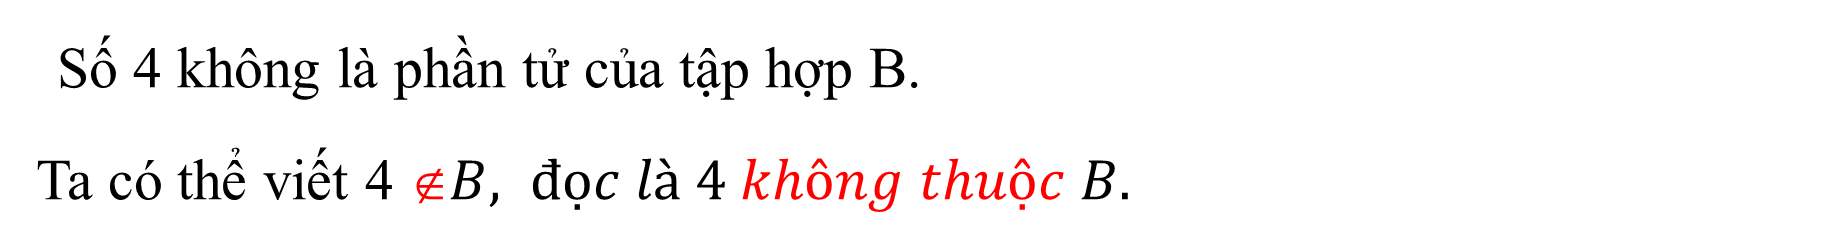 Số 4 không là phần tử của tập hợp B.
Ta có thể viết 4 ∉B, đọc là 4 không thuộc B.